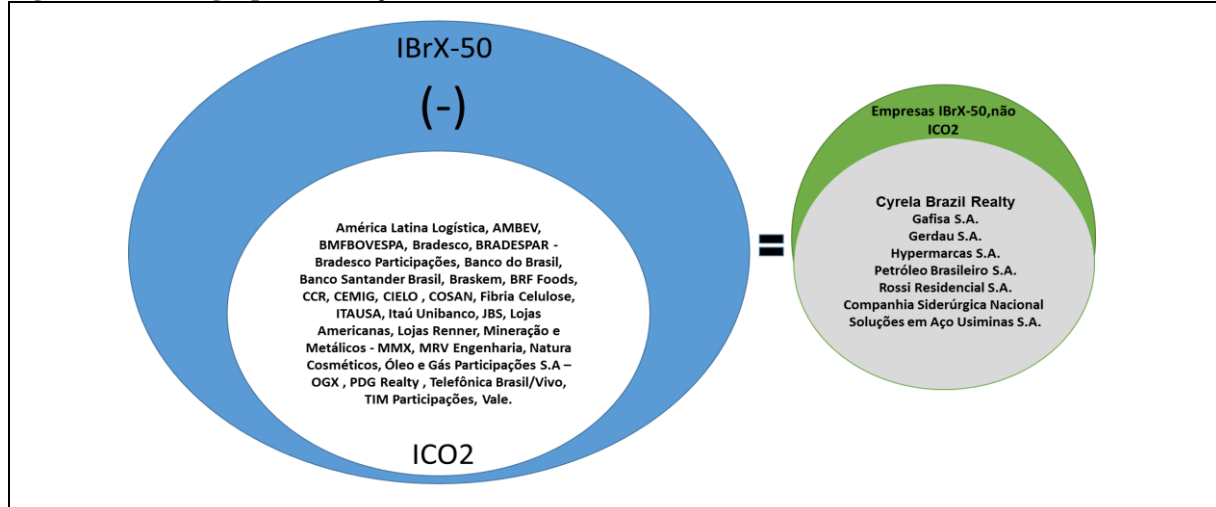 IBrX-50
(-)
América Latina Logística, AMBEV,
BMFBOVESPA, Bradesco, BRADESPAR -
Bradesco Participações, Banco do Brasil,
Banco Santander Brasil, Braskem, BRF Foods,
CCR, CEMIG, CIELO , COSAN, Fibria Celulose,
ITAUSA, Itaú Unibanco, JBS, Lojas
Americanas, Lojas Renner, Mineração e
Metálicos - MMX, MRV Engenharia, Natura
Cosméticos, Óleo e Gás Participações S.A –
OGX , PDG Realty , Telefônica Brasil/Vivo,
TIM Participações, Vale.
ICO2
=
Empresas IBrX-50,não
ICO2
Cyrela Brazil Realty
Gafisa S.A.
Gerdau S.A.
Hypermarcas S.A.
Petróleo Brasileiro S.A.
Rossi Residencial S.A.
Companhia Siderúrgica Nacional
Soluções em Aço Usiminas S.A.